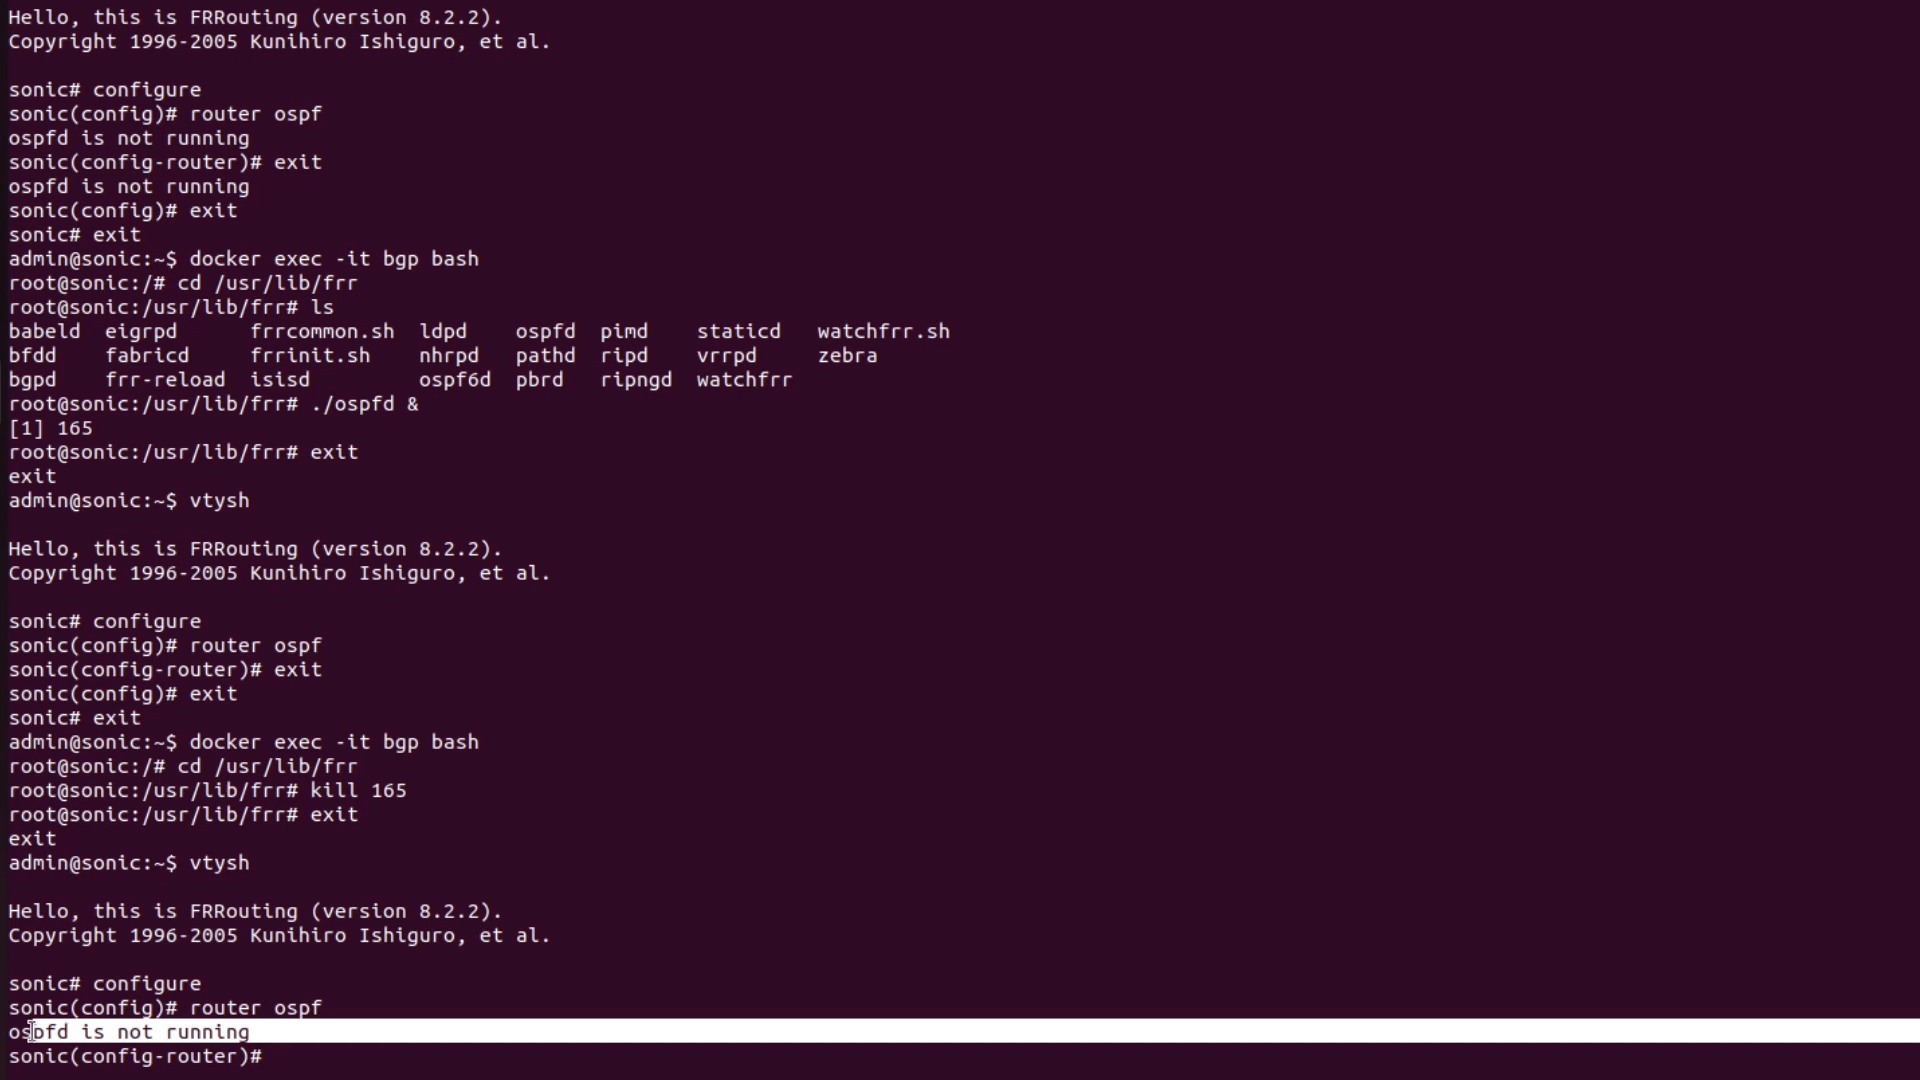 Hello, this is FRRouting (version 8.2.2).
Copyright 1996-2005 Kunihiro Ishiguro, et al.
sonic# configure
sonic(config)# router ospf
ospfd is not running
sonic(config-router)# exit
ospfd is not running
sonic(config)# exit
sonic# exit
admin@sonic:~$ docker exec -it bgp bash
root@sonic:/# cd /usr/lib/frr
root@sonic:/usr/lib/frr# ls
babeld  eigrpd      frrcommon.sh  ldpd    ospfd  pimd    staticd   watchfrr.sh
bfdd    fabricd     frrinit.sh    nhrpd   pathd  ripd    vrrpd     zebra
bgpd    frr-reload  isisd         ospf6d  pbrd   ripngd  watchfrr
root@sonic:/usr/lib/frr# ./ospfd &
[1] 165
root@sonic:/usr/lib/frr# exit
exit
admin@sonic:~$ vtysh
Hello, this is FRRouting (version 8.2.2).
Copyright 1996-2005 Kunihiro Ishiguro, et al.
sonic# configure
sonic(config)# router ospf
sonic(config-router)# exit
sonic(config)# exit
sonic# exit
admin@sonic:~$ docker exec -it bgp bash
root@sonic:/# cd /usr/lib/frr
root@sonic:/usr/lib/frr# kill 165
root@sonic:/usr/lib/frr# exit
exit
admin@sonic:~$ vtysh
Hello, this is FRRouting (version 8.2.2).
Copyright 1996-2005 Kunihiro Ishiguro, et al.
sonic# configure
sonic(config)# router ospf
ospfd is not running
sonic(config-router)#